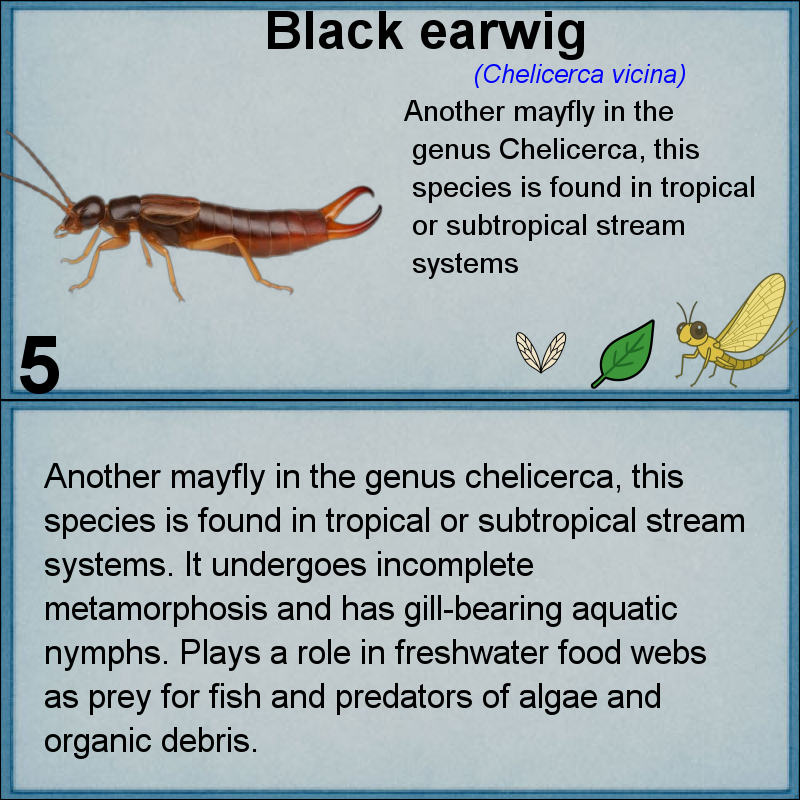 Black earwig
(Chelicerca vicina)
Another mayfly in the
genus Chelicerca, this
species is found in tropical
or subtropical stream
systems
5
Another mayfly in the genus chelicerca, this
species is found in tropical or subtropical stream
systems. It undergoes incomplete
metamorphosis and has gill-bearing aquatic
nymphs. Plays a role in freshwater food webs
as prey for fish and predators of algae and
organic debris.